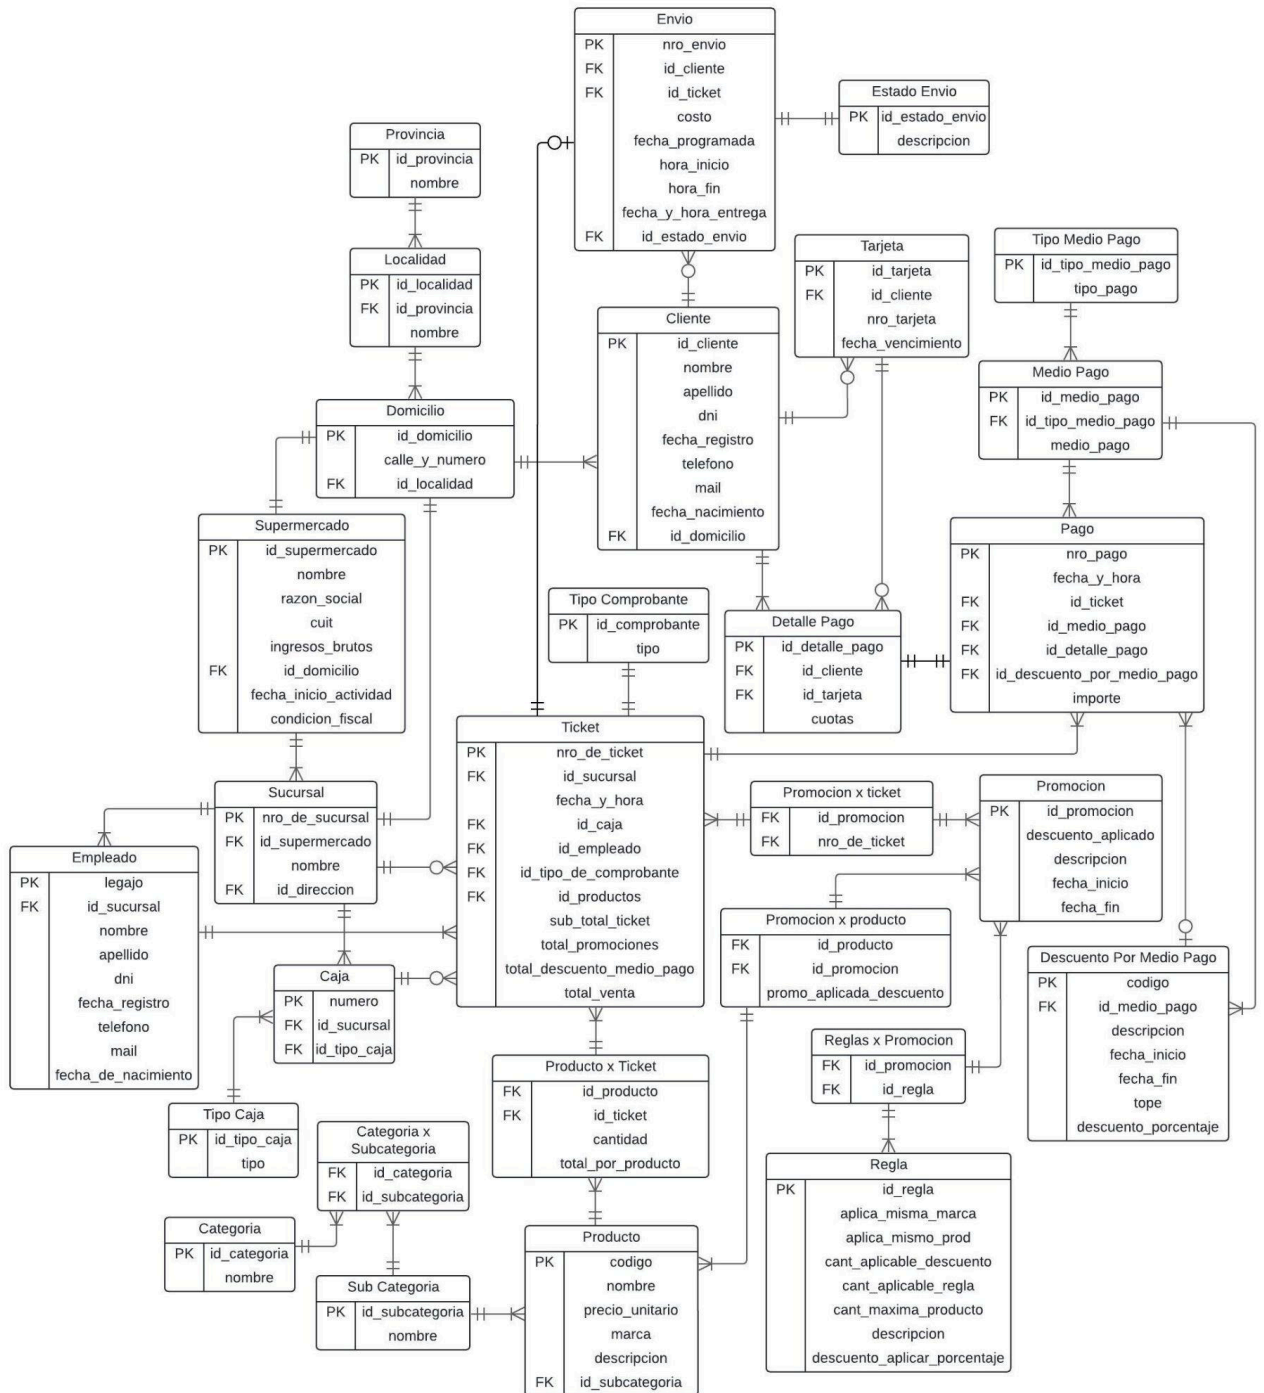 Envio
PK nro_envio
FK id_cliente
FK id_ticket
costo
fecha_programada
hora_inicio
hora_fin
fecha_y_hora_entrega
FK id_estado_envio
Estado Envio
PK id_estado_envio
descripcion
Provincia
PK id_provincia
nombre
Localidad
PK id_localidad
FK id_provincia
nombre
Tarjeta
PK id_tarjeta
FK id_cliente
nro_tarjeta
fecha_vencimiento
Tipo Medio Pago
PK id_tipo_medio_pago
tipo_pago
Cliente
PK id_cliente
nombre
apellido
dni
fecha_registro
telefono
mail
fecha_nacimiento
FK id_domicilio
Medio Pago
PK id_medio_pago
FK id_tipo_medio_pago
medio_pago
Domicilio
PK id_domicilio
calle_y_numero
FK id_localidad
Supermercado
PK id_supermercado
nombre
razon_social
cuit
ingresos_brutos
FK id_domicilio
fecha_inicio_actividad
condicion_fiscal
Pago
PK nro_pago
fecha_y_hora
FK id_ticket
FK id_medio_pago
FK id_detalle_pago
FK id_descuento_por_medio_pago
importe
Tipo Comprobante
PK id_comprobante
tipo
Detalle Pago
PK id_detalle_pago
FK id_cliente
FK id_tarjeta
cuotas
Ticket
PK nro_de_ticket
FK id_sucursal
fecha_y_hora
FK id_caja
FK id_empleado
FK id_tipo_de_comprobante
FK id_productos
sub_total_ticket
total_promociones
total_descuento_medio_pago
total_venta
Sucursal
PK nro_de_sucursal
FK id_supermercado
nombre
FK id_direccion
Promocion x ticket
FK id_promocion
FK nro_de_ticket
Promocion
PK id_promocion
descuento_aplicado
descripcion
fecha_inicio
fecha_fin
Empleado
PK legajo
FK id_sucursal
nombre
apellido
dni
fecha_registro
telefono
mail
fecha_de_nacimiento
Promocion x producto
FK id_producto
FK id_promocion
promo_aplicada_descuento
Descuento Por Medio Pago
PK codigo
FK id_medio_pago
descripcion
fecha_inicio
fecha_fin
tope
descuento_porcentaje
Caja
PK numero
FK id_sucursal
FK id_tipo_caja
Reglas x Promocion
FK id_promocion
FK id_regla
Producto x Ticket
FK id_producto
FK id_ticket
cantidad
total_por_producto
Tipo Caja
PK id_tipo_caja
tipo
Categoria x
Subcategoria
FK id_categoria
FK id_subcategoria
Regla
PK id_regla
aplica_misma_marca
aplica_mismo_prod
cant_aplicable_descuento
cant_aplicable_regla
cant_maxima_producto
descripcion
descuento_aplicar_porcentaje
Categoria
PK id_categoria
nombre
Producto
PK codigo
nombre
precio_unitario
marca
descripcion
FK id_subcategoria
Sub Categoria
PK id_subcategoria
nombre